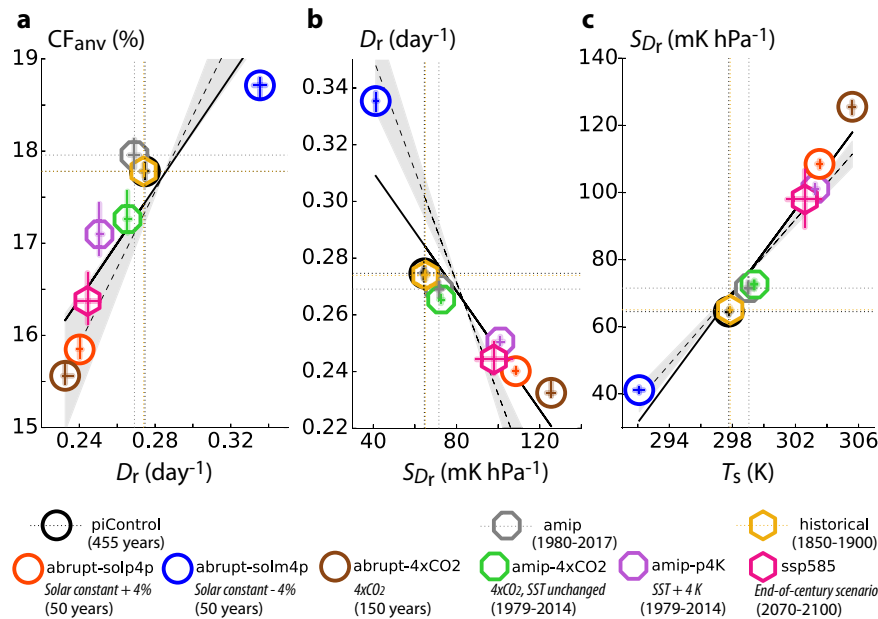 a
CFanv (%)
19
18
17
16
15
0.24
0.28
0.32
Dr (day-1)
b
Dr (day-1)
0.34
0.32
0.30
0.28
0.26
0.24
0.22
40
80
120
SDr (mK hPa-1)
c
SDr (mK hPa-1)
140
120
100
80
60
40
294
298
302
306
Ts (K)
piControl
(455 years)
amip
(1980-2017)
historical
(1850-1900)
abrupt-solp4p
Solar constant + 4%
(50 years)
abrupt-solm4p
Solar constant - 4%
(50 years)
abrupt-4xCO2
4xCO2
(150 years)
amip-4xCO2
4xCO2, SST unchanged
(1979-2014)
amip-p4K
SST + 4 K
(1979-2014)
ssp585
End-of-century scenario
(2070-2100)